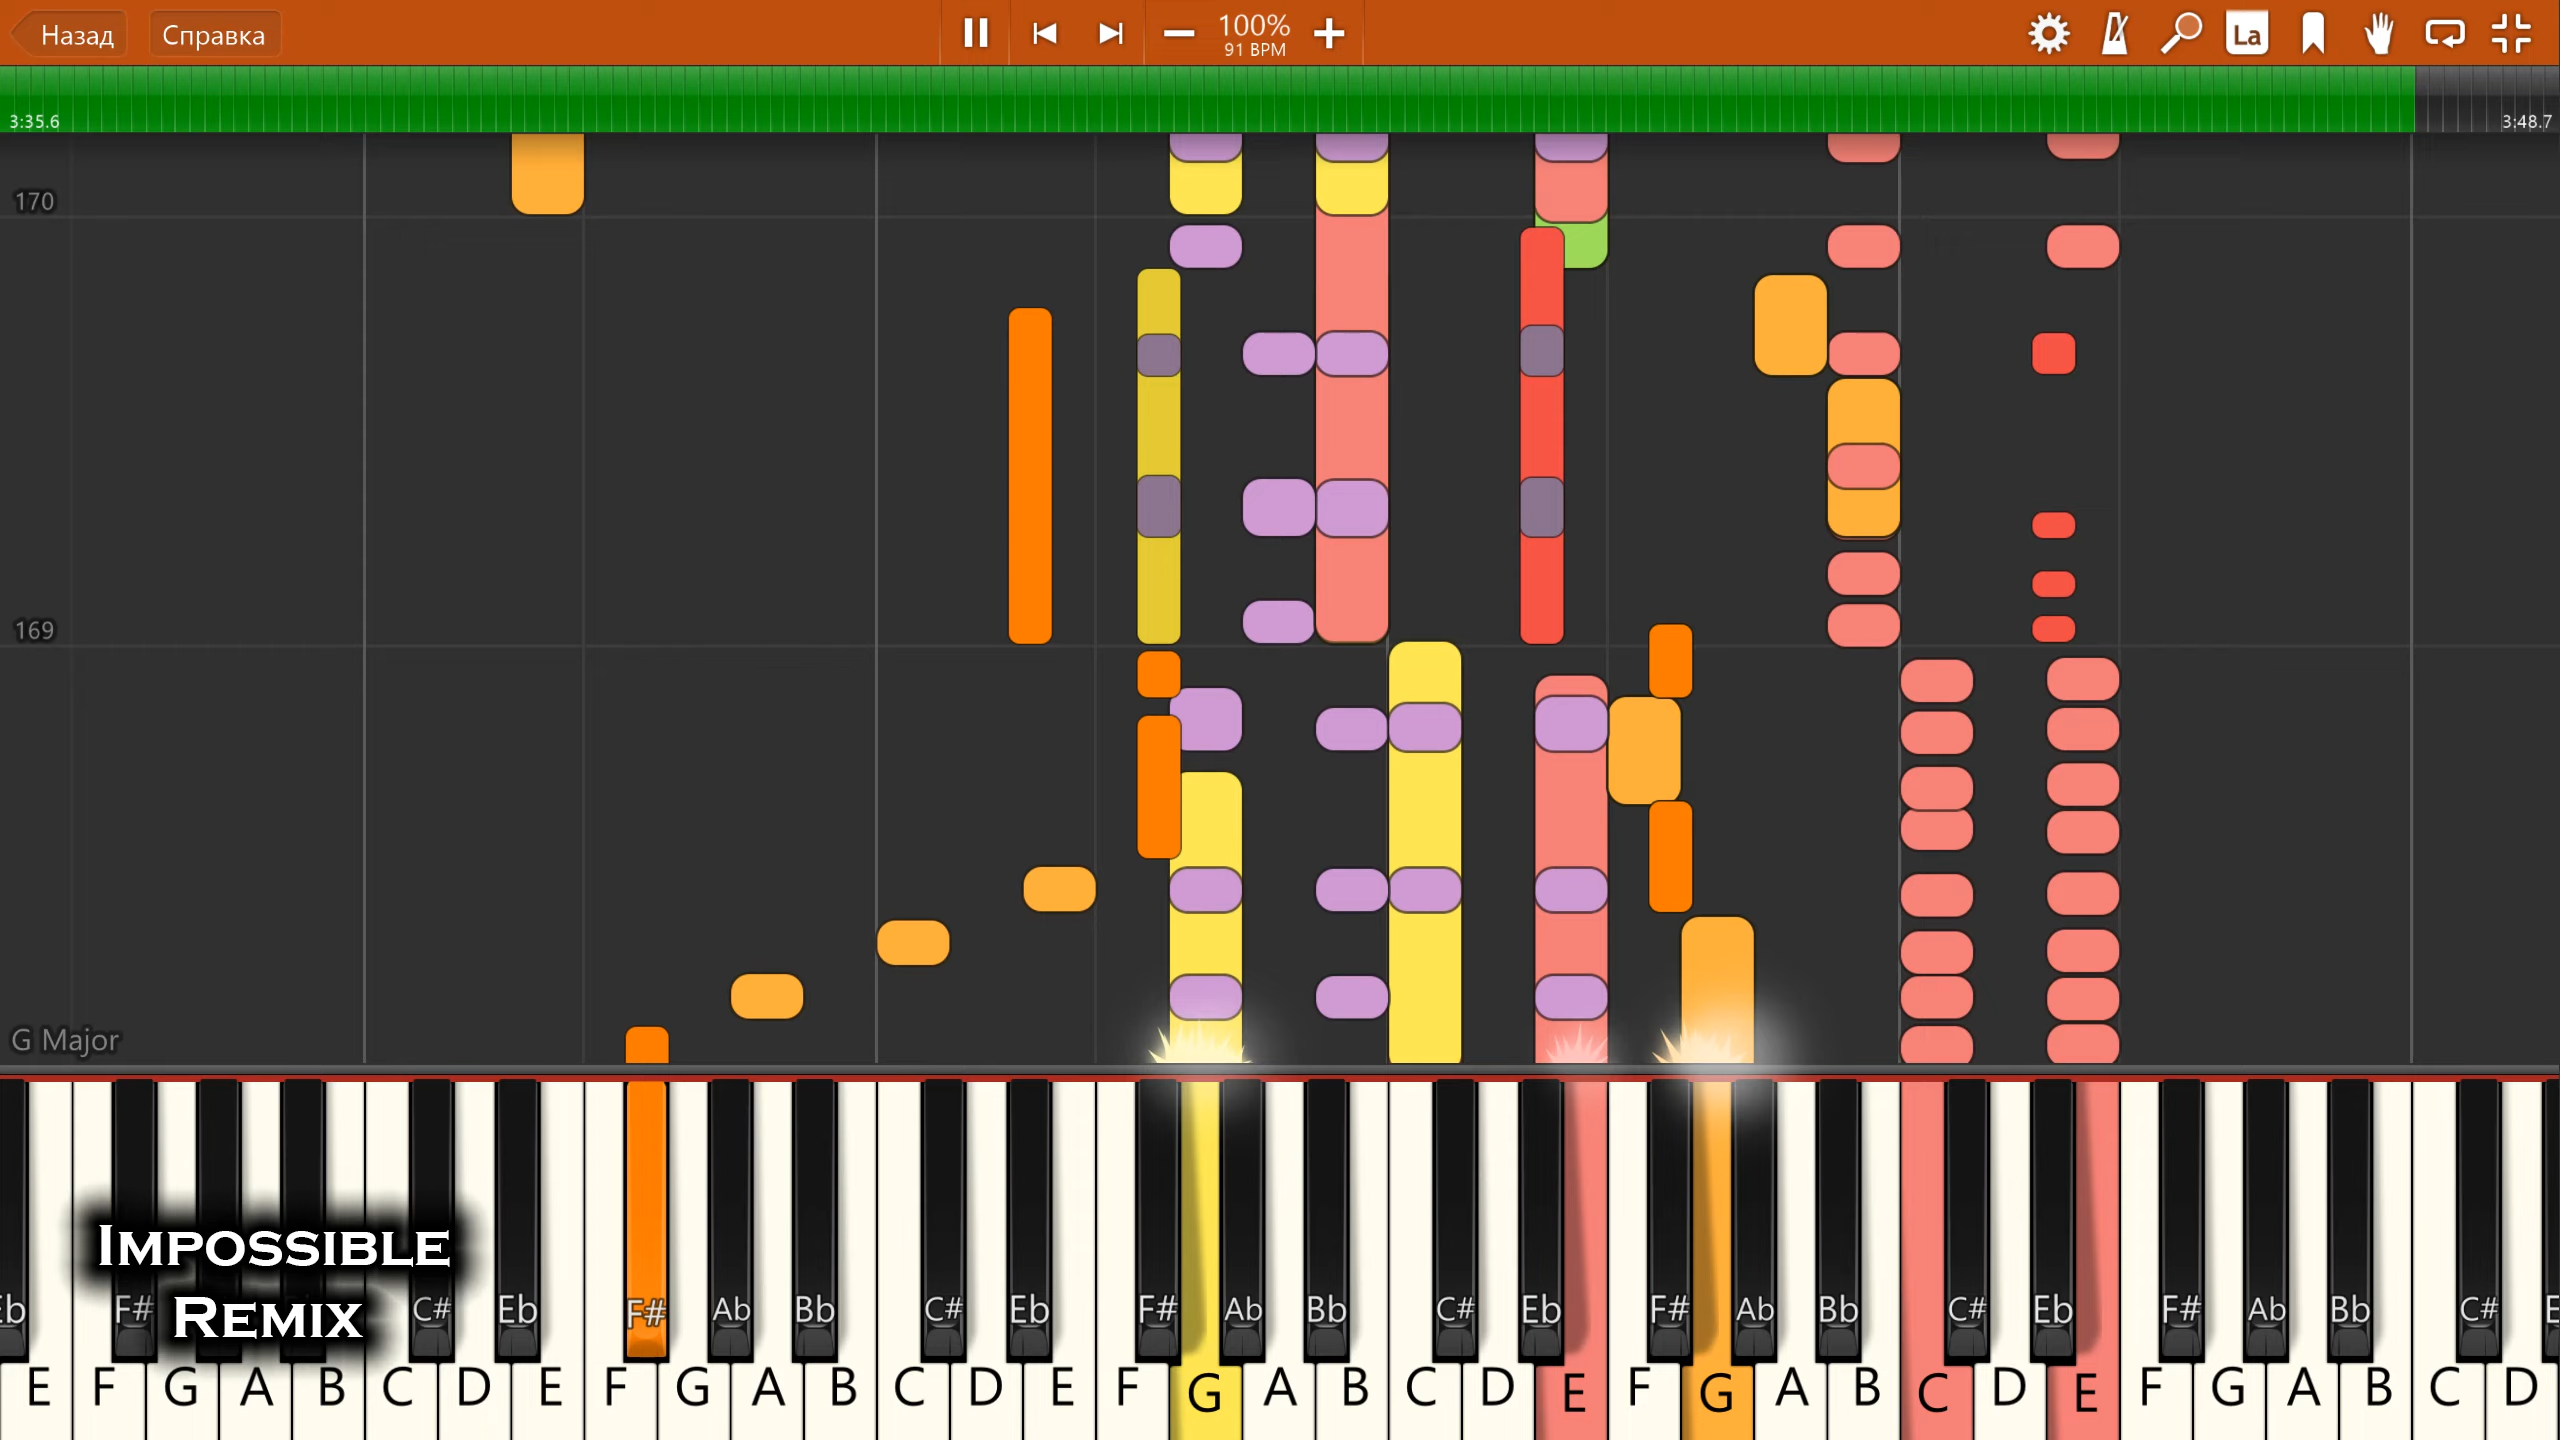 Назад Справка 100%
91 BPM
La
3:35.6 3:48.7
170
169
G Major
Impossible
Remix
Eb F# C# Eb F# Ab Bb C# Eb F# Ab Bb C# Eb F# Ab Bb C# Eb F# Ab Bb C# E
E F G A B C D E F G A B C D E F G A B C D E F G A B C D E F G A B C D